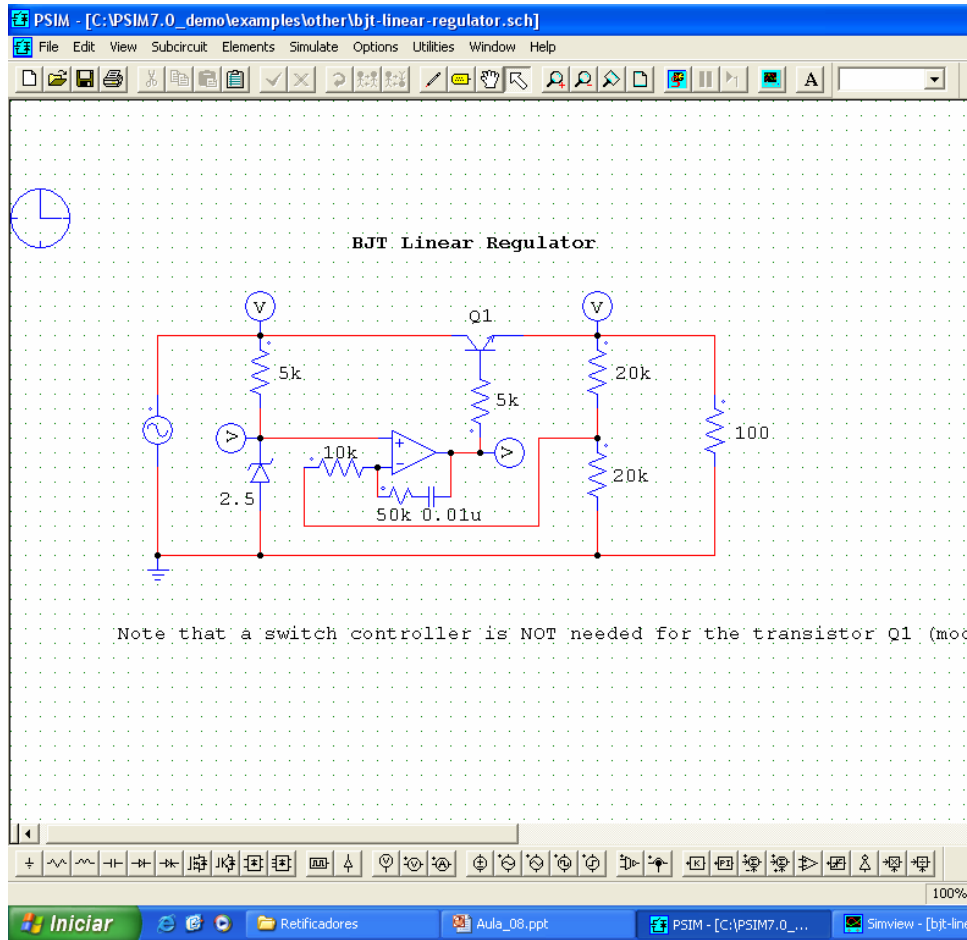 PSIM - [C:\PSIM7.0_demo\examples\other\bjt-linear-regulator.sch]
File Edit View Subcircuit Elements Simulate Options Utilities Window Help
A
BJT Linear Regulator
V
Q1
V
5k
20k
5k
100
V
10k
V
20k
2.5
50k 0.01u
Note that a switch controller is NOT needed for the transistor Q1 (mod
K PI
100%
Iniciar Retificadores Aula_08.ppt PSIM - [C:\PSIM7.0_... Simview - [bjt-line